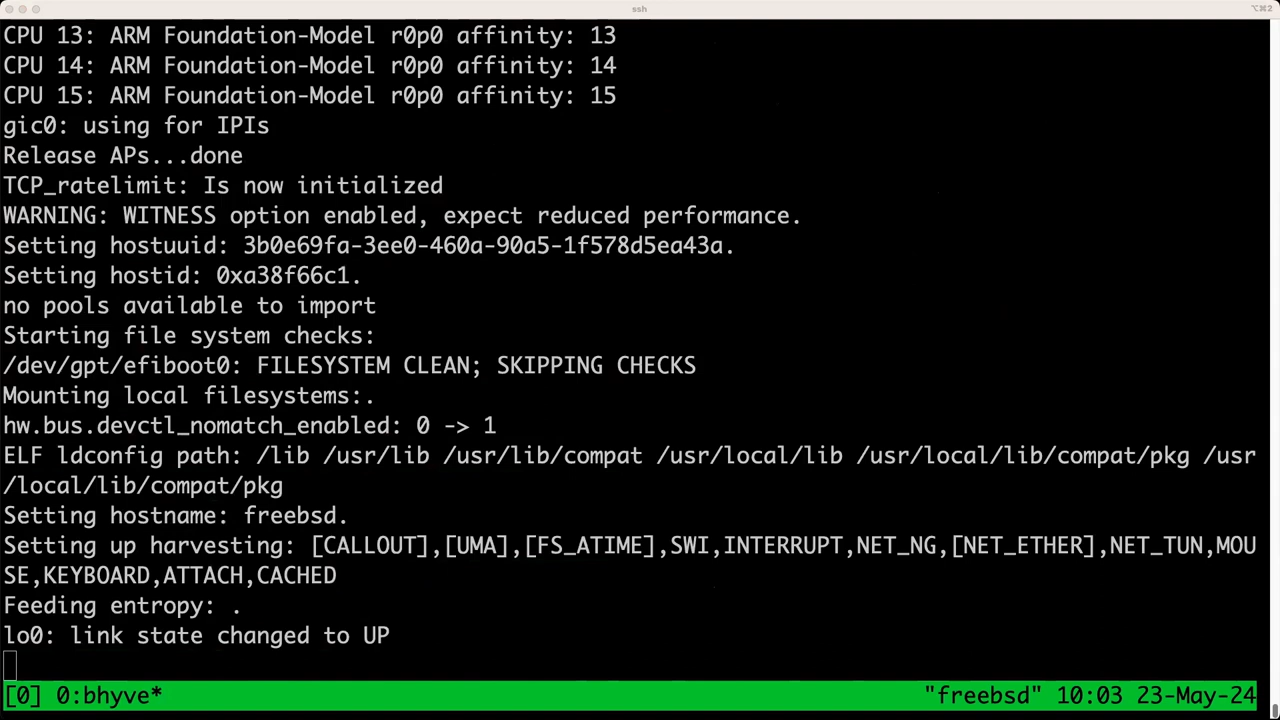 ssh
⌥⌘2
CPU 13: ARM Foundation-Model r0p0 affinity: 13
CPU 14: ARM Foundation-Model r0p0 affinity: 14
CPU 15: ARM Foundation-Model r0p0 affinity: 15
gic0: using for IPIs
Release APs...done
TCP_ratelimit: Is now initialized
WARNING: WITNESS option enabled, expect reduced performance.
Setting hostuuid: 3b0e69fa-3ee0-460a-90a5-1f578d5ea43a.
Setting hostid: 0xa38f66c1.
no pools available to import
Starting file system checks:
/dev/gpt/efiboot0: FILESYSTEM CLEAN; SKIPPING CHECKS
Mounting local filesystems:.
hw.bus.devctl_nomatch_enabled: 0 -> 1
ELF ldconfig path: /lib /usr/lib /usr/lib/compat /usr/local/lib /usr/local/lib/compat/pkg /usr
/local/lib/compat/pkg
Setting hostname: freebsd.
Setting up harvesting: [CALLOUT],[UMA],[FS_ATIME],SWI,INTERRUPT,NET_NG,[NET_ETHER],NET_TUN,MOU
SE,KEYBOARD,ATTACH,CACHED
Feeding entropy: .
lo0: link state changed to UP
[0] 0:bhyve* "freebsd" 10:03 23-May-24